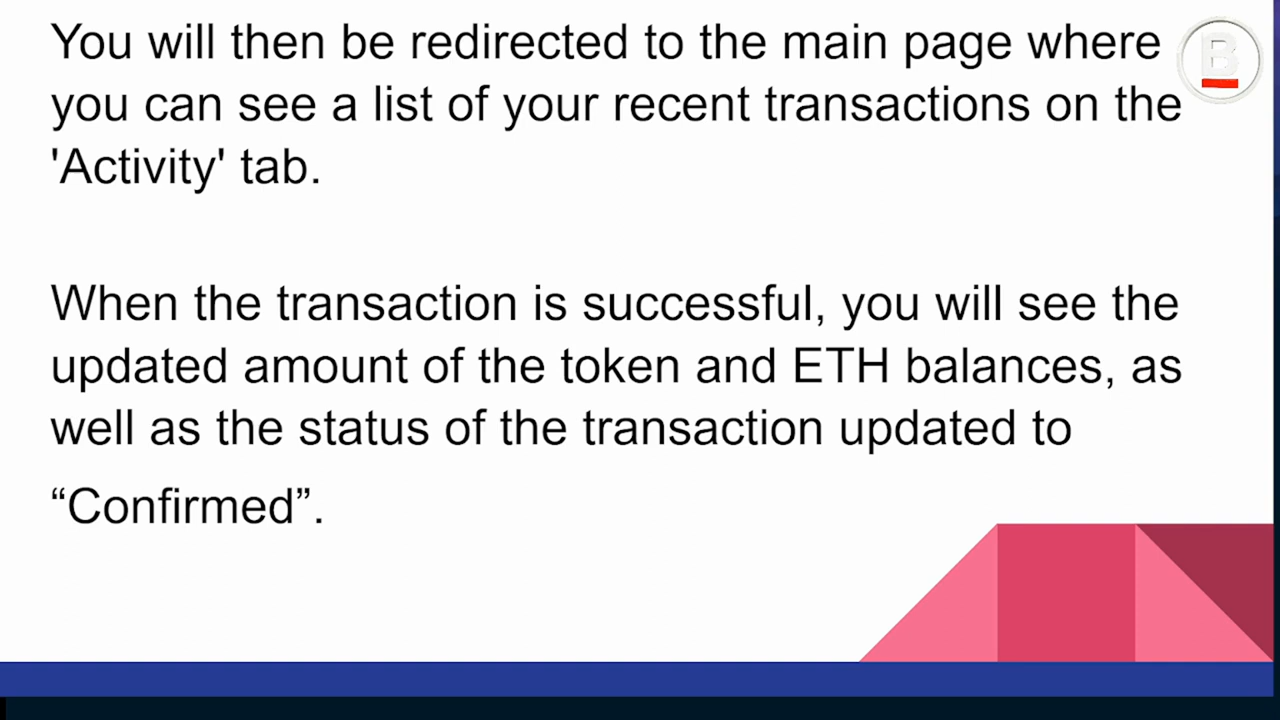 You will then be redirected to the main page where
you can see a list of your recent transactions on the
'Activity' tab.
When the transaction is successful, you will see the
updated amount of the token and ETH balances, as
well as the status of the transaction updated to
“Confirmed”.
B